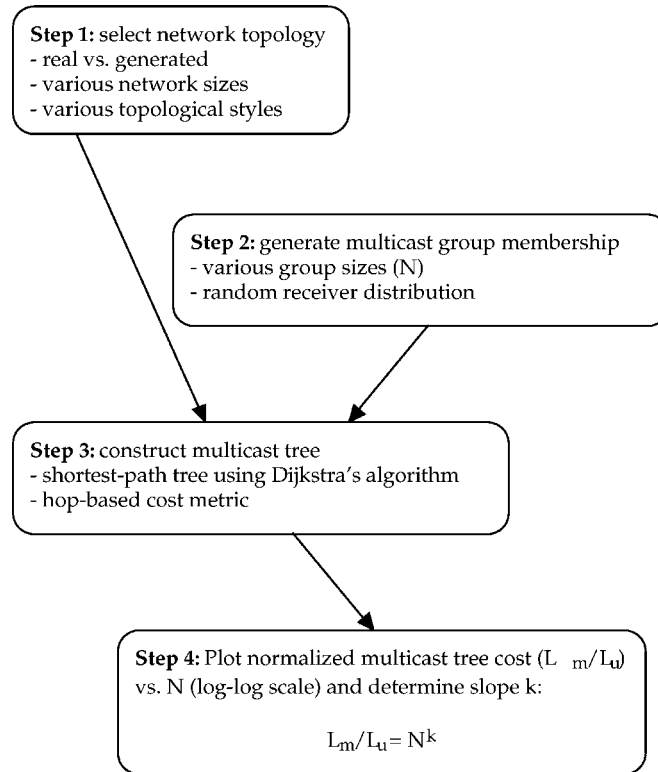 Step 1: select network topology
- real vs. generated
- various network sizes
- various topological styles
Step 2: generate multicast group membership
- various group sizes (N)
- random receiver distribution
Step 3: construct multicast tree
- shortest-path tree using Dijkstra's algorithm
- hop-based cost metric
Step 4: Plot normalized multicast tree cost (L m/Lu)
vs. N (log-log scale) and determine slope k:
Lm/Lu= Nk